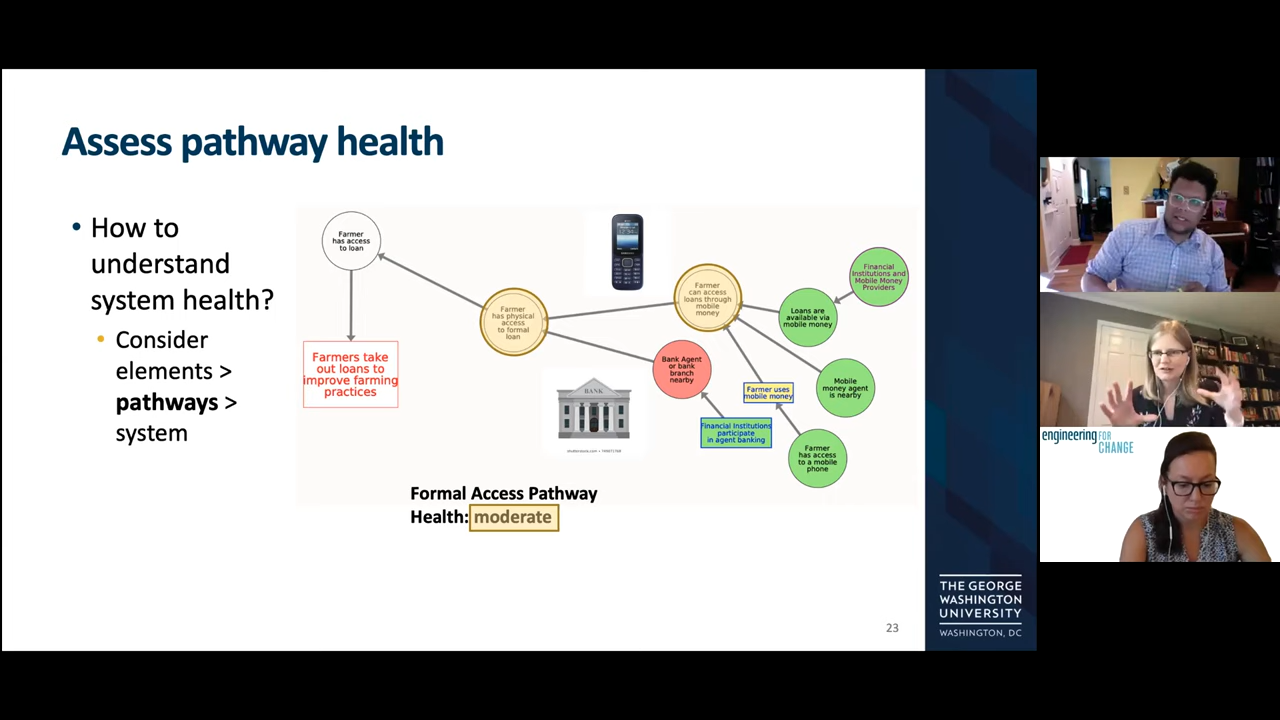 Assess pathway health
• How to
understand
system health?
• Consider
elements >
pathways >
system
Farmer
has access
to loan
Farmers take
out loans to
improve farming
practices
Farmer
has physical
access
to formal
loan
Farmer
can access
loans through
mobile
money
Financial
Institutions and
Mobile Money
Providers
Loans are
available via
mobile money
Bank Agent
or bank
branch
nearby
Mobile
money agent
is nearby
Farmer uses
mobile money
Financial Institutions
participate
in agent banking
Farmer
has access
to a mobile
phone
BANK
Formal Access Pathway
Health: moderate
23
THE GEORGE
WASHINGTON
UNIVERSITY
WASHINGTON, DC
engineering FOR
CHANGE